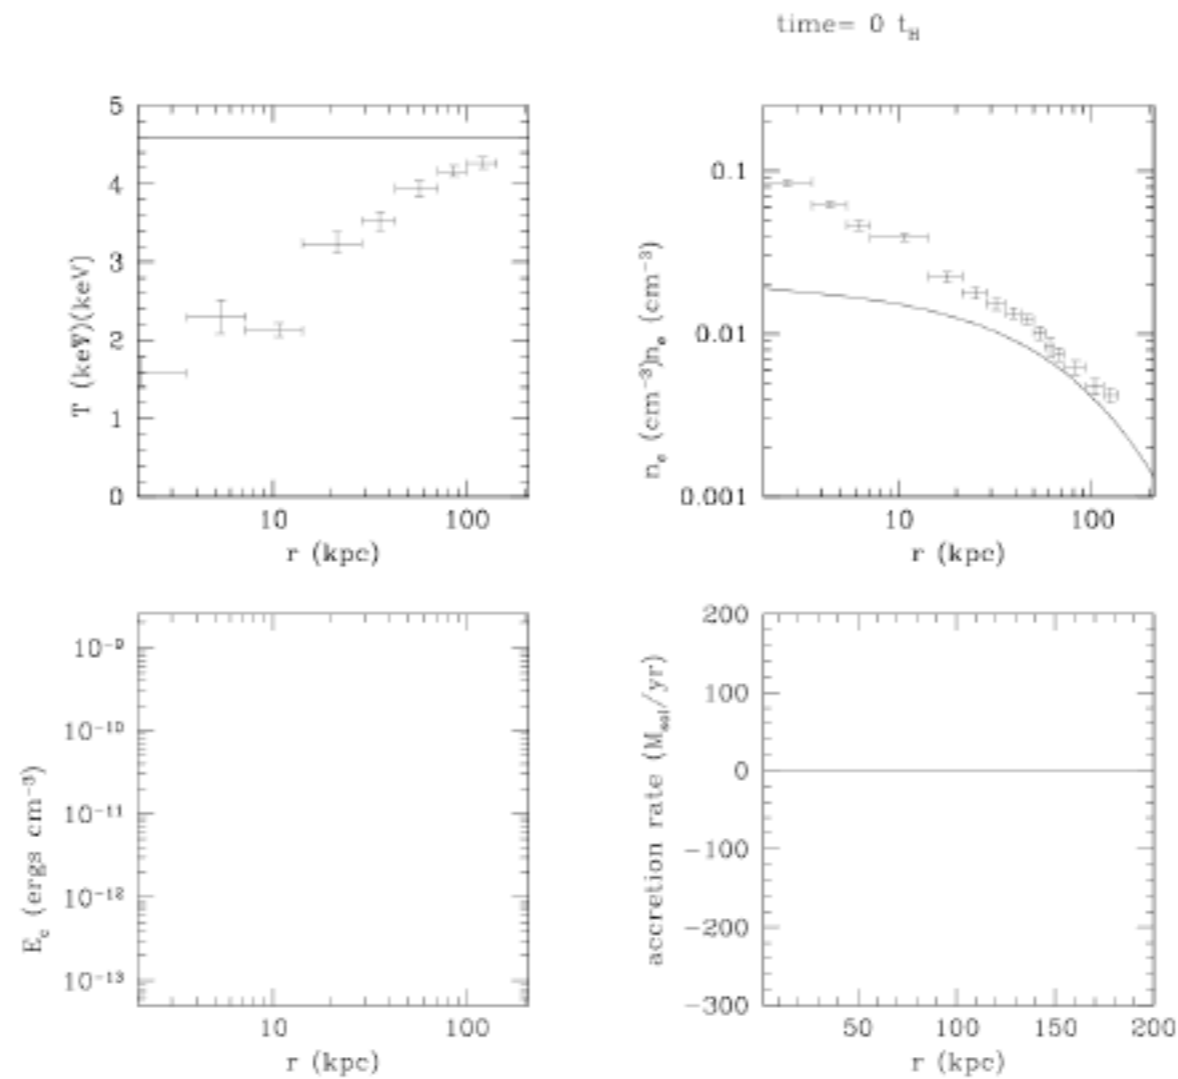 time= 0 t_H
5
4
3
2
1
0
T (keV)(keV)
10 100
r (kpc)
0.1
0.01
0.001
n_e (cm⁻³)n_e (cm⁻³)
10 100
r (kpc)
10⁻⁹
10⁻¹⁰
10⁻¹¹
10⁻¹²
10⁻¹³
E_c (ergs cm⁻³)
10 100
r (kpc)
200
100
0
−100
−200
−300
accretion rate (M_sol/yr)
50 100 150 200
r (kpc)